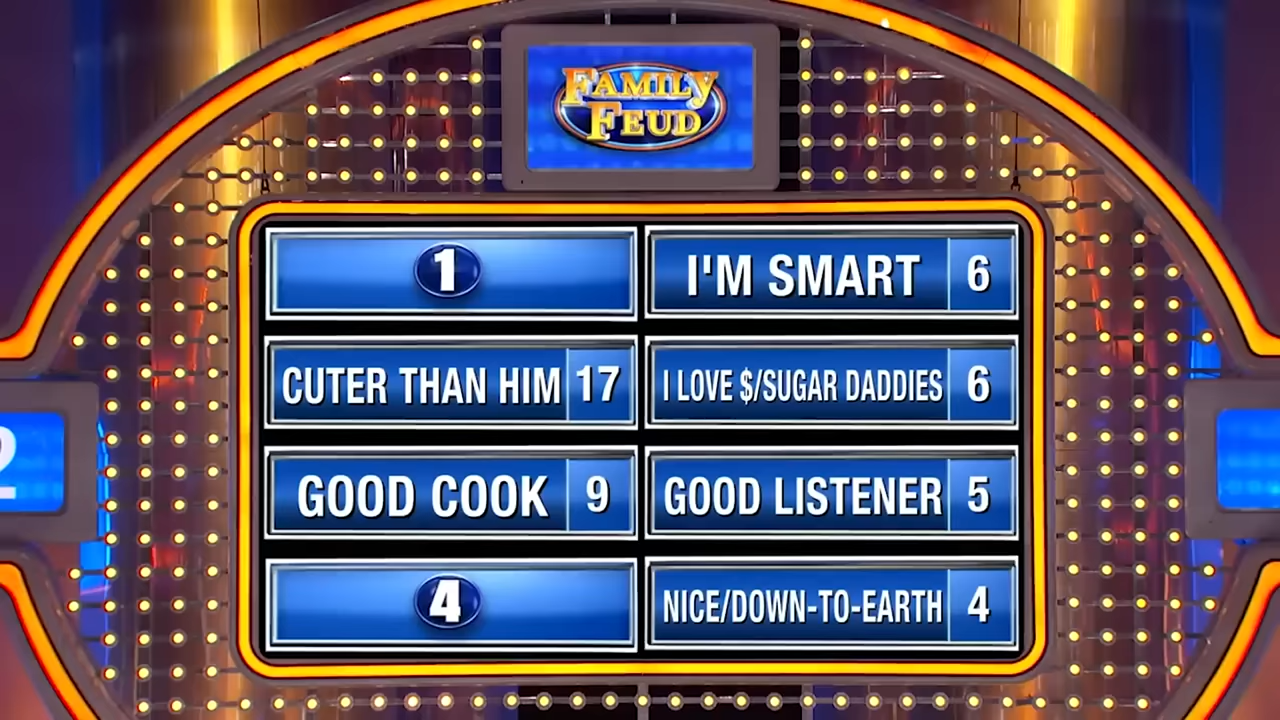 FAMILY
FEUD
1
I'M SMART 6
CUTER THAN HIM 17
I LOVE $/SUGAR DADDIES 6
GOOD COOK 9
GOOD LISTENER 5
4
NICE/DOWN-TO-EARTH 4
2